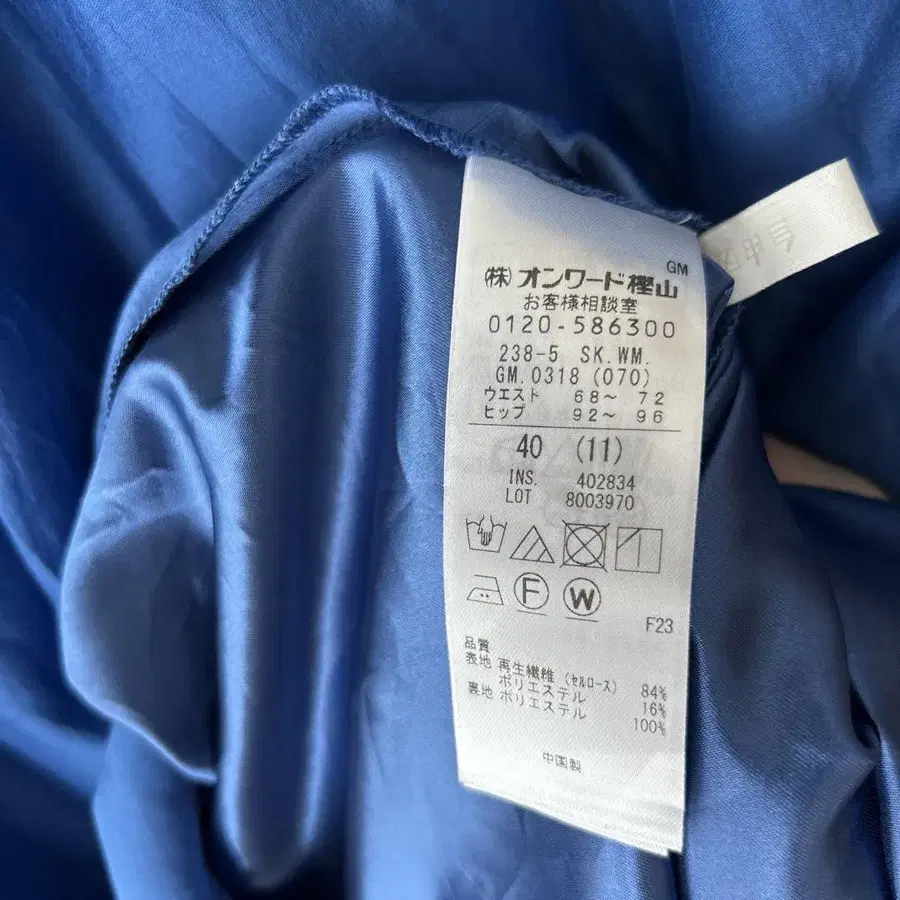 GM
(株)オンワード樫山
お客様相談室
0120-586300
238-5 SK.WM.
GM.0318 (070)
ウエスト 68～ 72
ヒップ 92～ 96
40 (11)
INS. 402834
LOT 8003970
F
W
F23
品質
表地 再生繊維 (セルロース) 84%
ポリエステル 16%
裏地 ポリエステル 100%
中国製